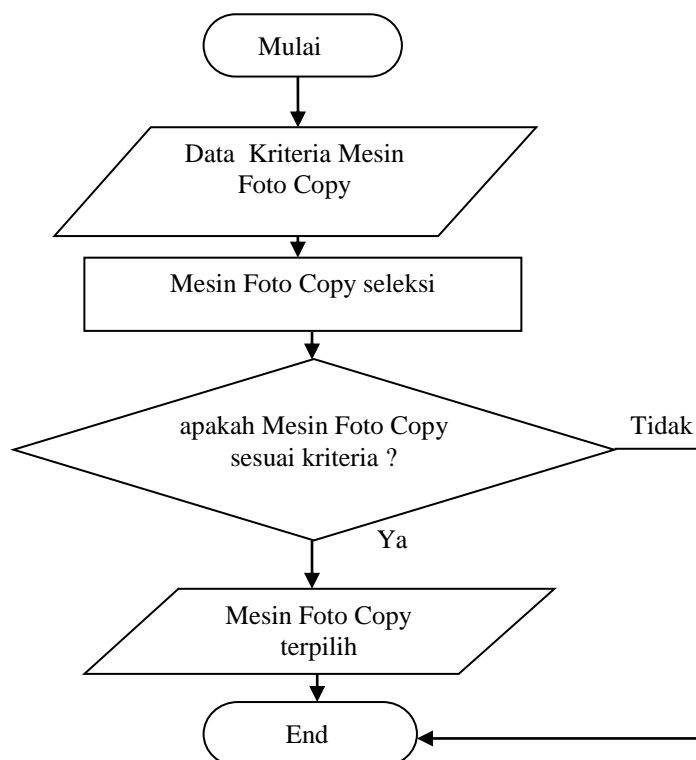 Mulai
Data Kriteria Mesin
Foto Copy
Mesin Foto Copy seleksi
apakah Mesin Foto Copy
sesuai kriteria ?
Tidak
Ya
Mesin Foto Copy
terpilih
End